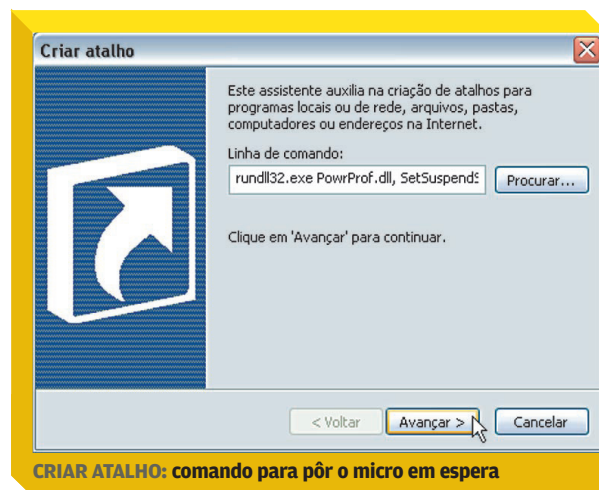 Criar atalho
Este assistente auxilia na criação de atalhos para
programas locais ou de rede, arquivos, pastas,
computadores ou endereços na Internet.
Linha de comando:
rundll32.exe PowrProf.dll, SetSuspendS
Procurar...
Clique em 'Avançar' para continuar.
< Voltar
Avançar >
Cancelar
CRIAR ATALHO: comando para pôr o micro em espera